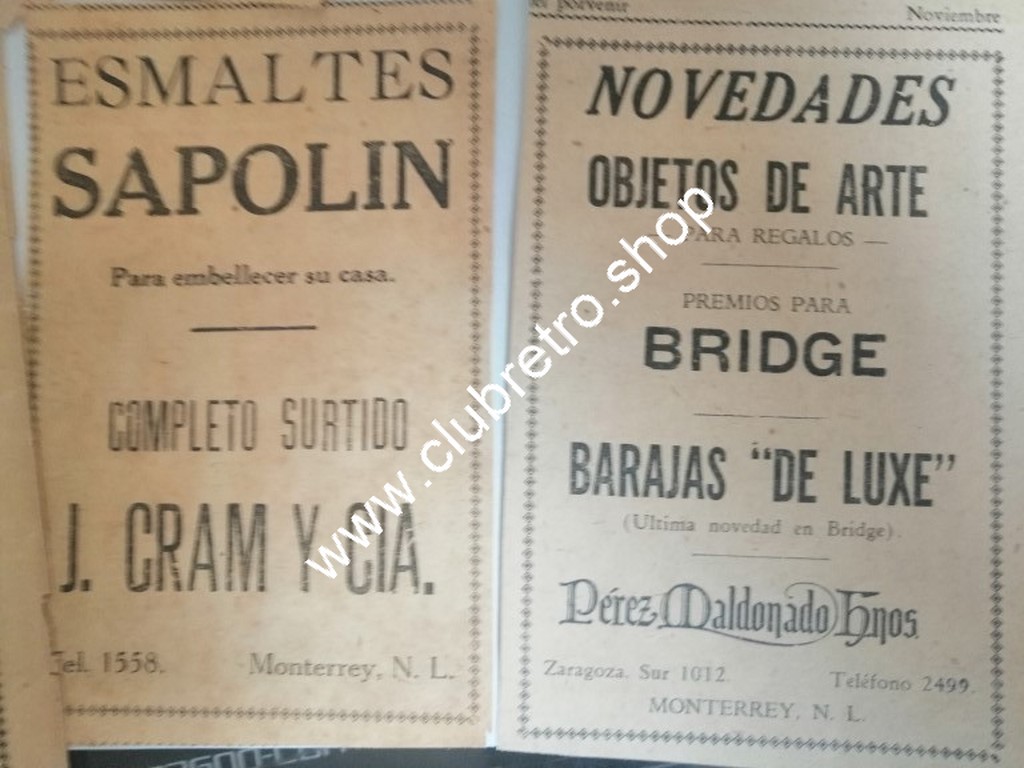 ESMALTES
SAPOLIN
Para embellecer su casa.
COMPLETO SURTIDO
J. CRAM Y CIA.
Tel. 1558. Monterrey, N. L.
el porvenir Noviembre
NOVEDADES
OBJETOS DE ARTE
— PARA REGALOS —
PREMIOS PARA
BRIDGE
BARAJAS "DE LUXE"
(Ultima novedad en Bridge).
Pérez Maldonado Hnos.
Zaragoza. Sur 1012. Teléfono 2499.
MONTERREY, N. L.
www.clubretro.shop